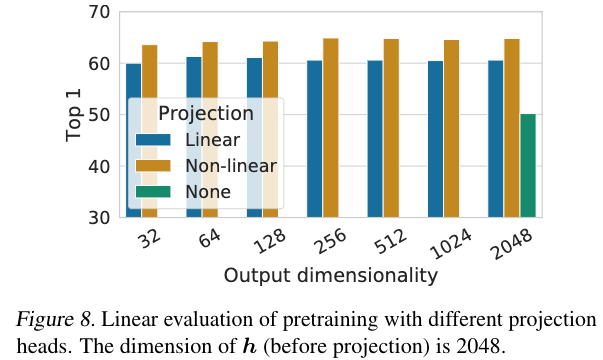 70
60
50
40
30
Top 1
Projection
Linear
Non-linear
None
32
64
128
256
512
1024
2048
Output dimensionality
Figure 8. Linear evaluation of pretraining with different projection
heads. The dimension of h (before projection) is 2048.